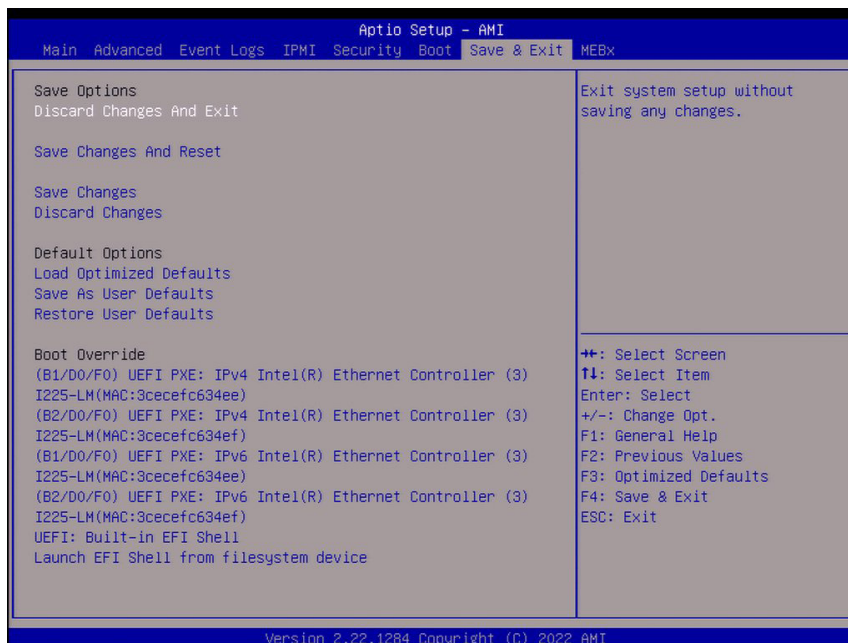 Aptio Setup – AMI
Main Advanced Event Logs IPMI Security Boot Save & Exit MEBx
Save Options
Discard Changes And Exit
Save Changes And Reset
Save Changes
Discard Changes
Default Options
Load Optimized Defaults
Save As User Defaults
Restore User Defaults
Boot Override
(B1/D0/F0) UEFI PXE: IPv4 Intel(R) Ethernet Controller (3)
I225-LM(MAC:3cecefc634ee)
(B2/D0/F0) UEFI PXE: IPv4 Intel(R) Ethernet Controller (3)
I225-LM(MAC:3cecefc634ef)
(B1/D0/F0) UEFI PXE: IPv6 Intel(R) Ethernet Controller (3)
I225-LM(MAC:3cecefc634ee)
(B2/D0/F0) UEFI PXE: IPv6 Intel(R) Ethernet Controller (3)
I225-LM(MAC:3cecefc634ef)
UEFI: Built-in EFI Shell
Launch EFI Shell from filesystem device
Exit system setup without
saving any changes.
→←: Select Screen
↑↓: Select Item
Enter: Select
+/-: Change Opt.
F1: General Help
F2: Previous Values
F3: Optimized Defaults
F4: Save & Exit
ESC: Exit
Version 2.22.1284 Copyright (C) 2022 AMI